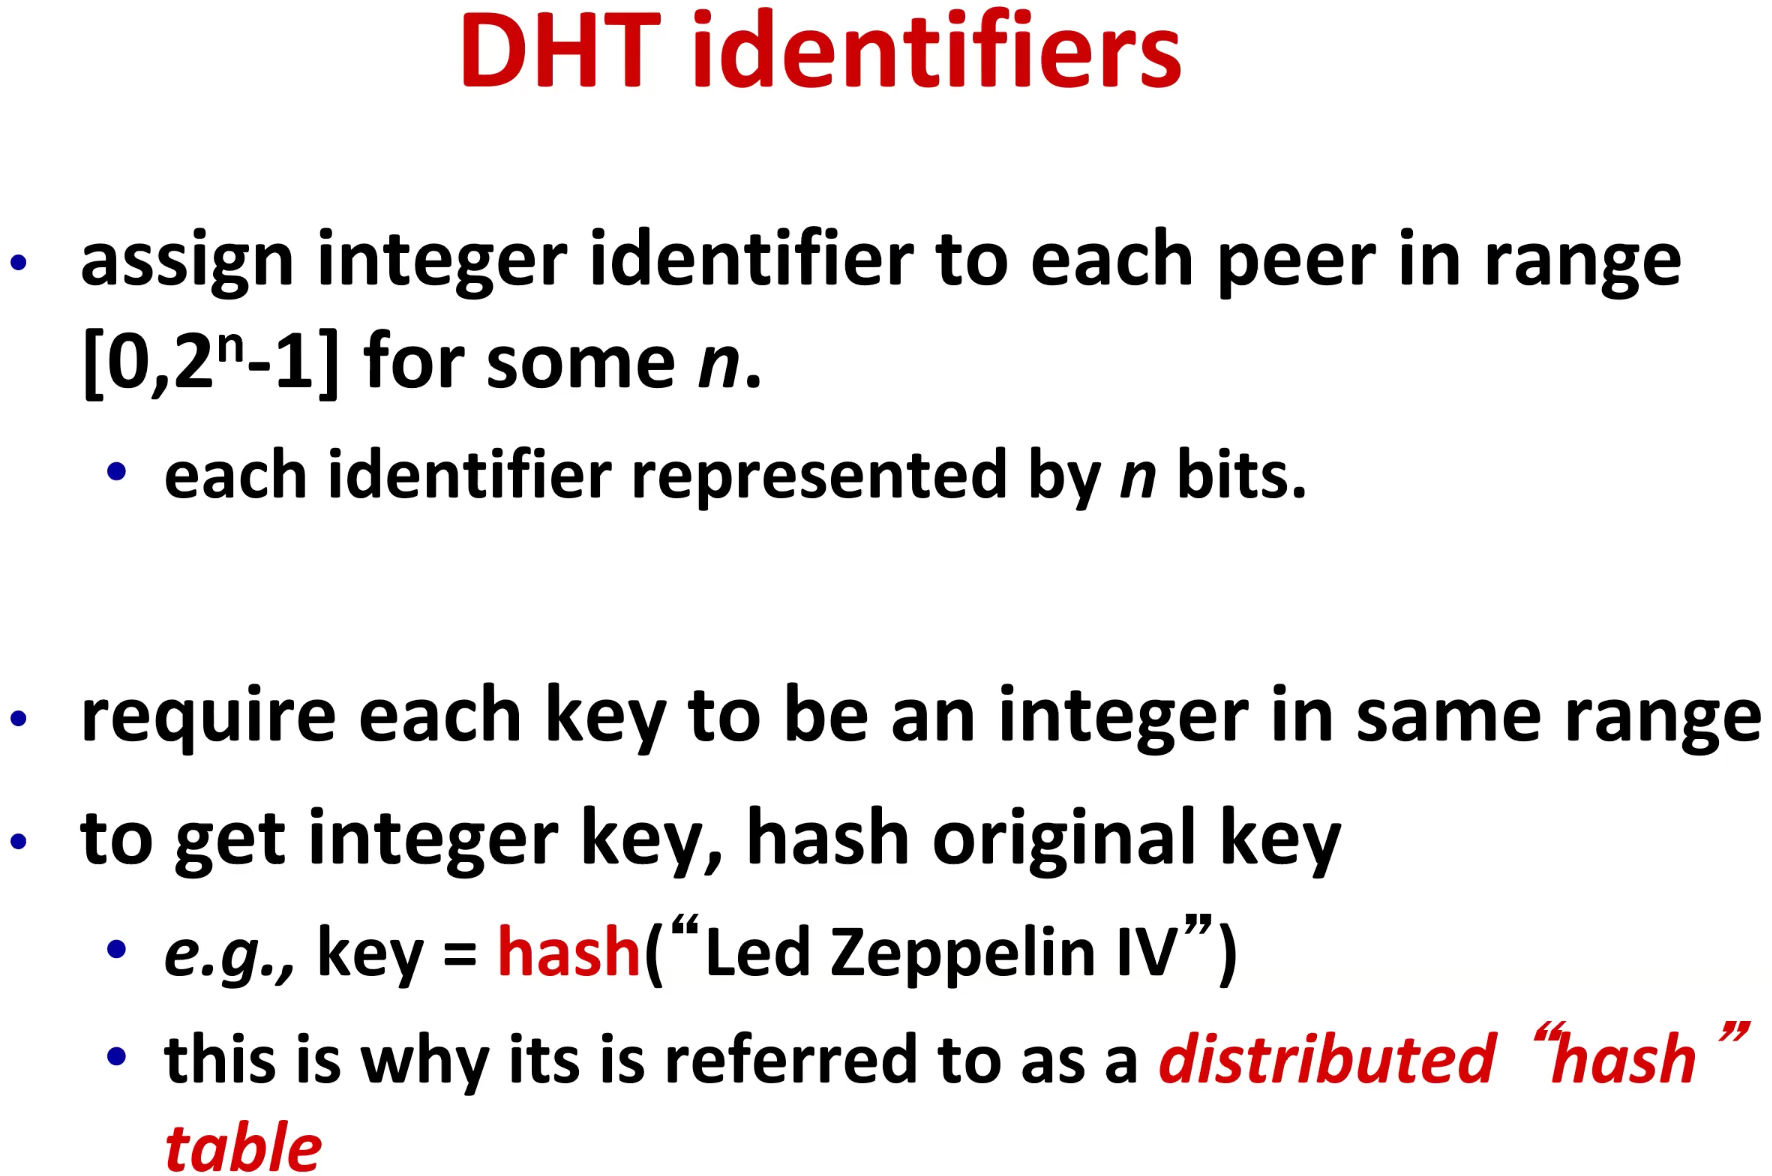 DHT identifiers
• assign integer identifier to each peer in range
[0,2ⁿ-1] for some n.
• each identifier represented by n bits.
• require each key to be an integer in same range
• to get integer key, hash original key
• e.g., key = hash(“Led Zeppelin IV”)
• this is why its is referred to as a distributed “hash ”
table